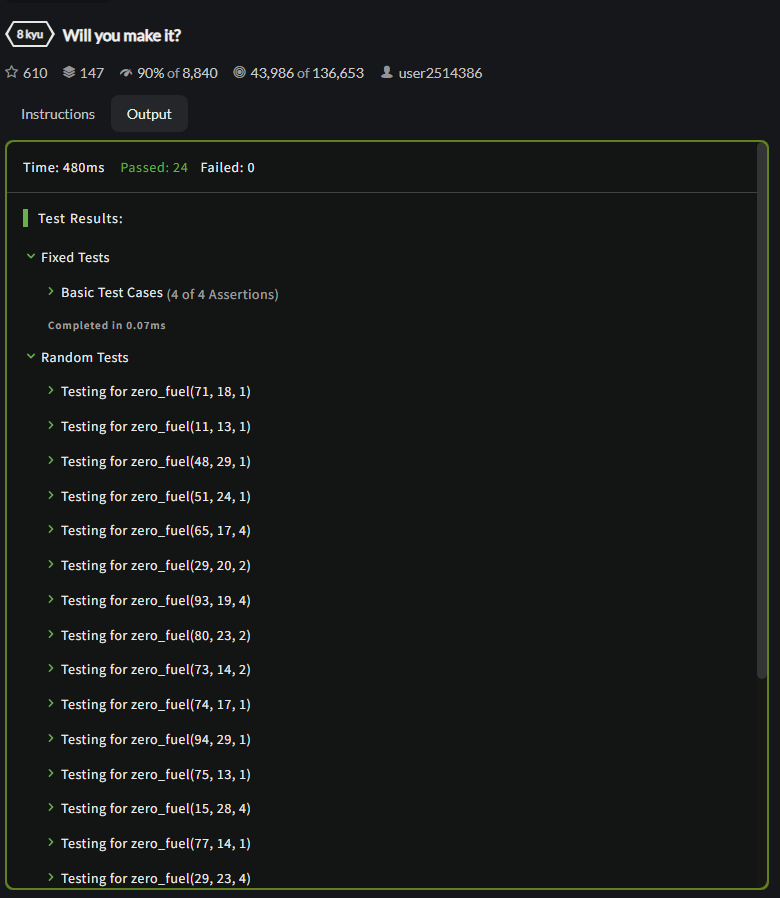 8 kyu Will you make it?
610 147 90% of 8,840 43,986 of 136,653 user2514386
Instructions Output
Time: 480ms Passed: 24 Failed: 0
Test Results:
Fixed Tests
Basic Test Cases (4 of 4 Assertions)
Completed in 0.07ms
Random Tests
Testing for zero_fuel(71, 18, 1)
Testing for zero_fuel(11, 13, 1)
Testing for zero_fuel(48, 29, 1)
Testing for zero_fuel(51, 24, 1)
Testing for zero_fuel(65, 17, 4)
Testing for zero_fuel(29, 20, 2)
Testing for zero_fuel(93, 19, 4)
Testing for zero_fuel(80, 23, 2)
Testing for zero_fuel(73, 14, 2)
Testing for zero_fuel(74, 17, 1)
Testing for zero_fuel(94, 29, 1)
Testing for zero_fuel(75, 13, 1)
Testing for zero_fuel(15, 28, 4)
Testing for zero_fuel(77, 14, 1)
Testing for zero_fuel(29, 23, 4)